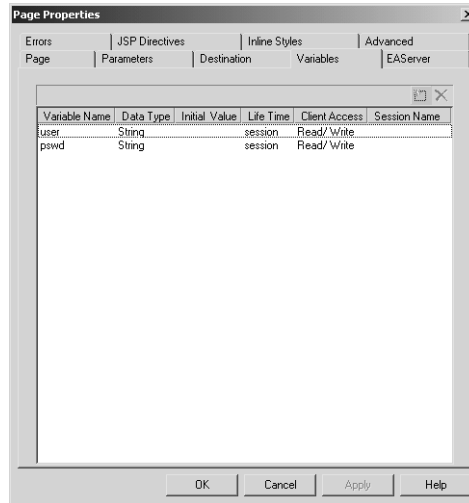 Page Properties
Errors JSP Directives Inline Styles Advanced
Page Parameters Destination Variables EAServer
Variable Name Data Type Initial Value Life Time Client Access Session Name
user String session Read/Write
pswd String session Read/Write
OK Cancel Apply Help